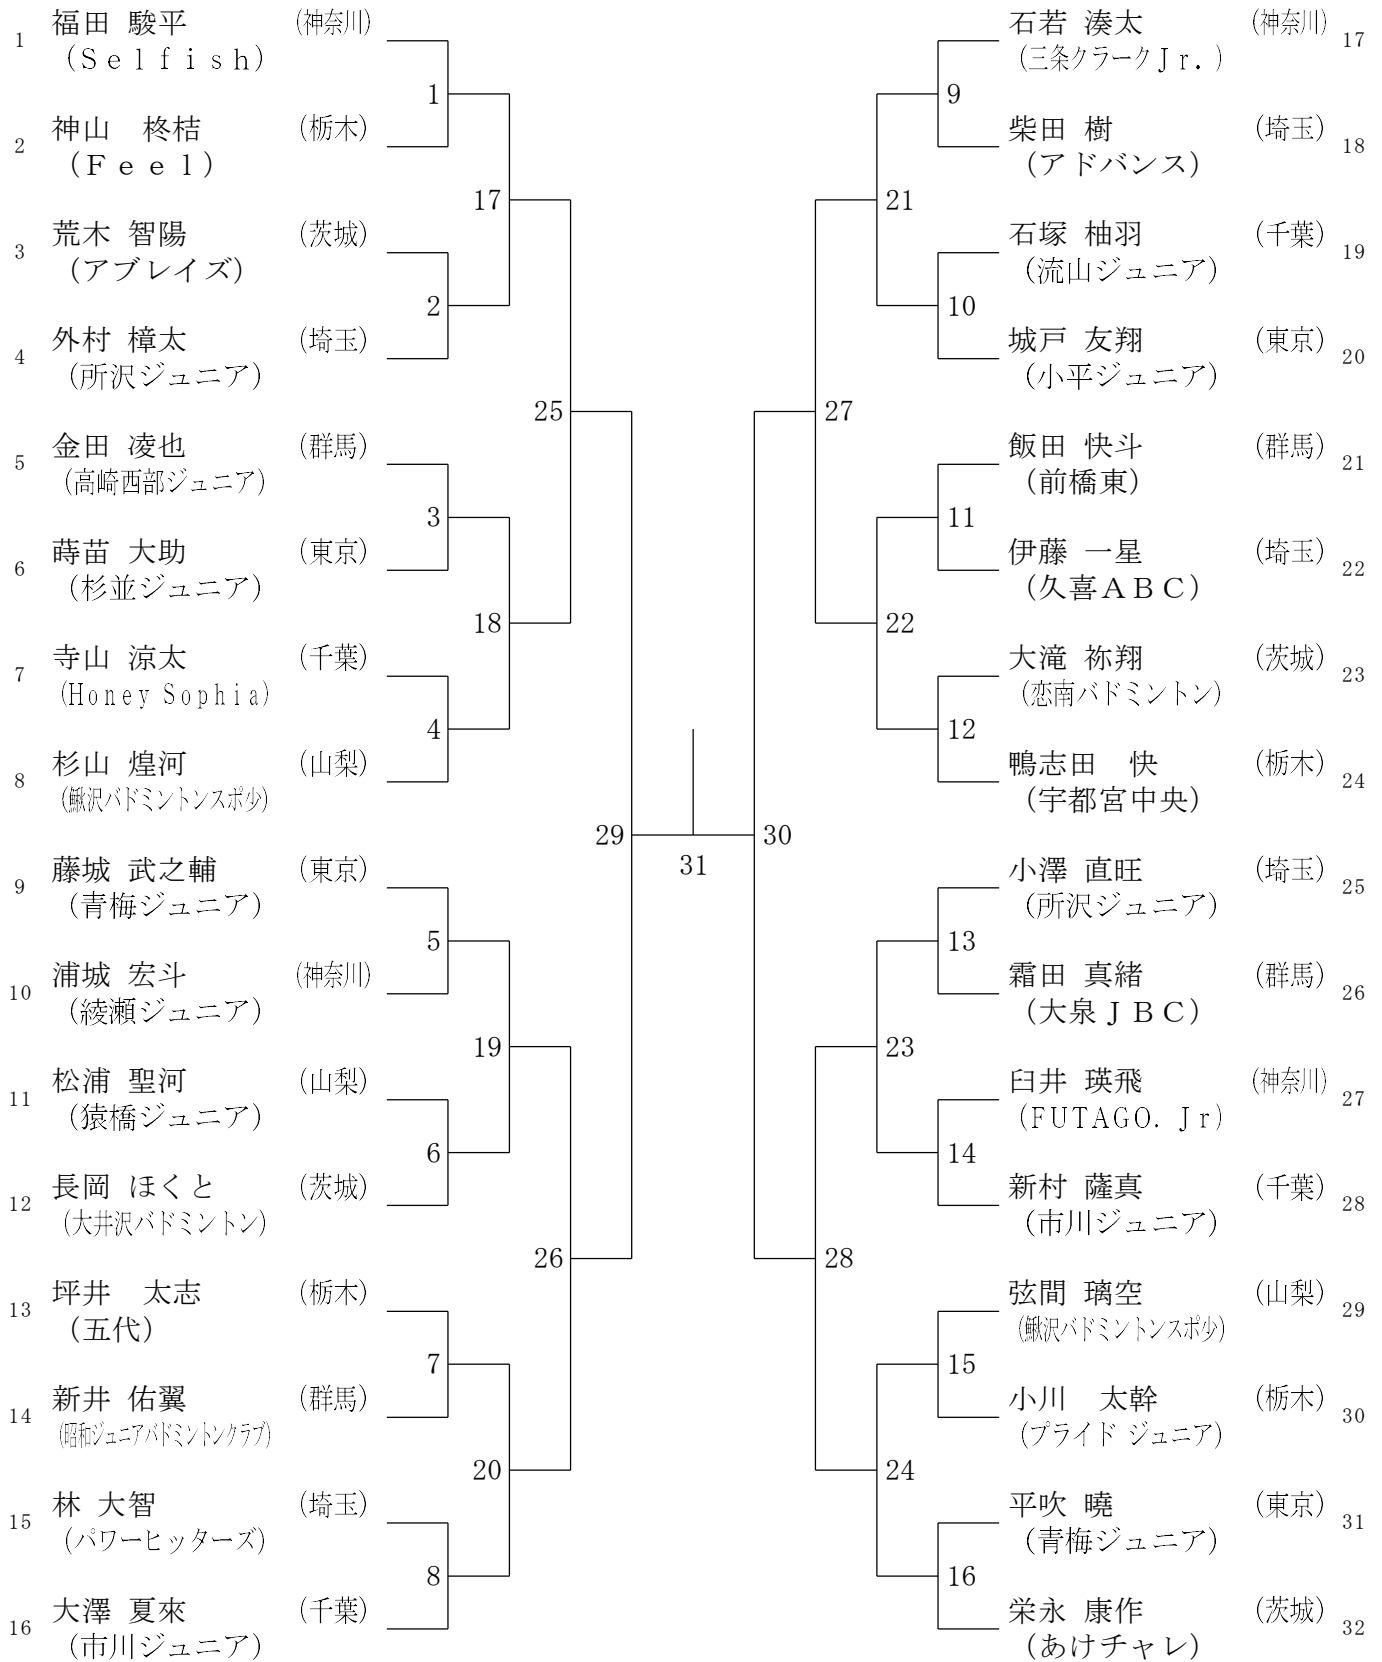 1 福田 駿平 (神奈川)
(Selfish)
2 神山 柊桔 (栃木)
(Feel)
3 荒木 智陽 (茨城)
(アブレイズ)
4 外村 樟太 (埼玉)
(所沢ジュニア)
5 金田 凌也 (群馬)
(高崎西部ジュニア)
6 蒔苗 大助 (東京)
(杉並ジュニア)
7 寺山 涼太 (千葉)
(Honey Sophia)
8 杉山 煌河 (山梨)
(鰍沢バドミントンスポ少)
9 藤城 武之輔 (東京)
(青梅ジュニア)
10 浦城 宏斗 (神奈川)
(綾瀬ジュニア)
11 松浦 聖河 (山梨)
(猿橋ジュニア)
12 長岡 ほくと (茨城)
(大井沢バドミントン)
13 坪井 太志 (栃木)
(五代)
14 新井 佑翼 (群馬)
(昭和ジュニアバドミントンクラブ)
15 林 大智 (埼玉)
(パワーヒッターズ)
16 大澤 夏來 (千葉)
(市川ジュニア)
1
2
3
4
5
6
7
8
17
18
19
20
25
26
29
31
30
27
28
21
22
23
24
9
10
11
12
13
14
15
16
石若 湊太 (神奈川) 17
(三条クラークJr.)
柴田 樹 (埼玉) 18
(アドバンス)
石塚 柚羽 (千葉) 19
(流山ジュニア)
城戸 友翔 (東京) 20
(小平ジュニア)
飯田 快斗 (群馬) 21
(前橋東)
伊藤 一星 (埼玉) 22
(久喜ABC)
大滝 祢翔 (茨城) 23
(恋南バドミントン)
鴨志田 快 (栃木) 24
(宇都宮中央)
小澤 直旺 (埼玉) 25
(所沢ジュニア)
霜田 真緒 (群馬) 26
(大泉JBC)
臼井 瑛飛 (神奈川) 27
(FUTAGO.Jr)
新村 薩真 (千葉) 28
(市川ジュニア)
弦間 璃空 (山梨) 29
(鰍沢バドミントンスポ少)
小川 太幹 (栃木) 30
(プライド ジュニア)
平吹 曉 (東京) 31
(青梅ジュニア)
栄永 康作 (茨城) 32
(あけチャレ)